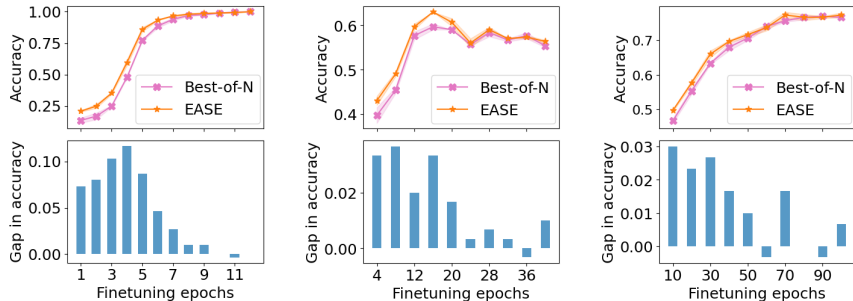 Accuracy
1.00
0.75
0.50
0.25
Best-of-N
EASE
Accuracy
0.6
0.5
0.4
Best-of-N
EASE
Accuracy
0.7
0.6
0.5
Best-of-N
EASE
Gap in accuracy
0.10
0.05
0.00
1 3 5 7 9 11
Finetuning epochs
Gap in accuracy
0.02
0.00
4 12 20 28 36
Finetuning epochs
Gap in accuracy
0.03
0.02
0.01
0.00
10 30 50 70 90
Finetuning epochs